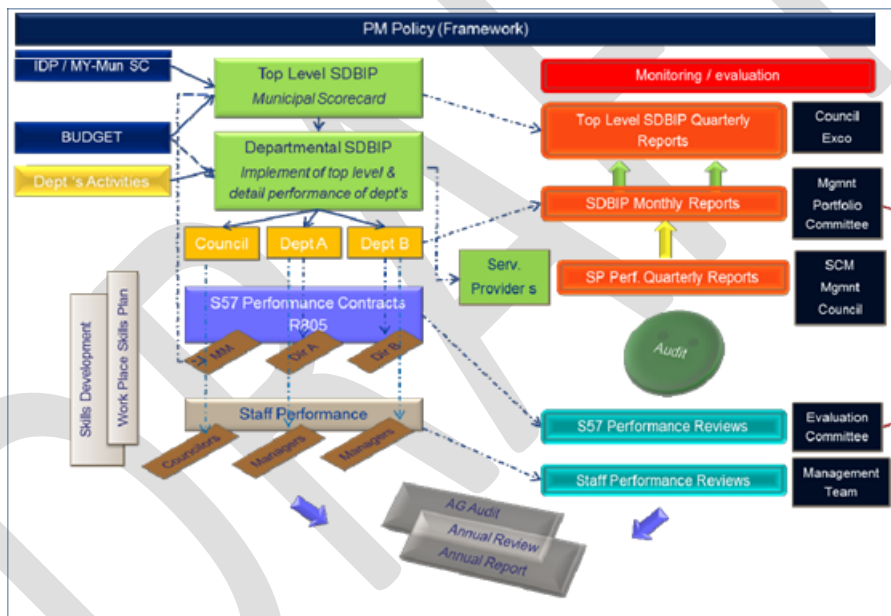 PM Policy (Framework)
IDP / MY-Mun SC
Top Level SDBIP
Municipal Scorecard
Monitoring / evaluation
Top Level SDBIP Quarterly
Reports
Council
Exco
BUDGET
Departmental SDBIP
Implement of top level &
detail performance of dept's
Dept 's Activities
SDBIP Monthly Reports
Mgmnt
Portfolio
Committee
Council
Dept A
Dept B
Serv.
Provider s
SP Perf. Quarterly Reports
SCM
Mgmnt
Council
S57 Performance Contracts
R805
MM
Dir A
Dir B
Audit
Skills Development
Work Place Skills Plan
Staff Performance
Councilors
Managers
Managers
S57 Performance Reviews
Evaluation
Committee
Staff Performance Reviews
Management
Team
AG Audit
Annual Review
Annual Report
DRAFT